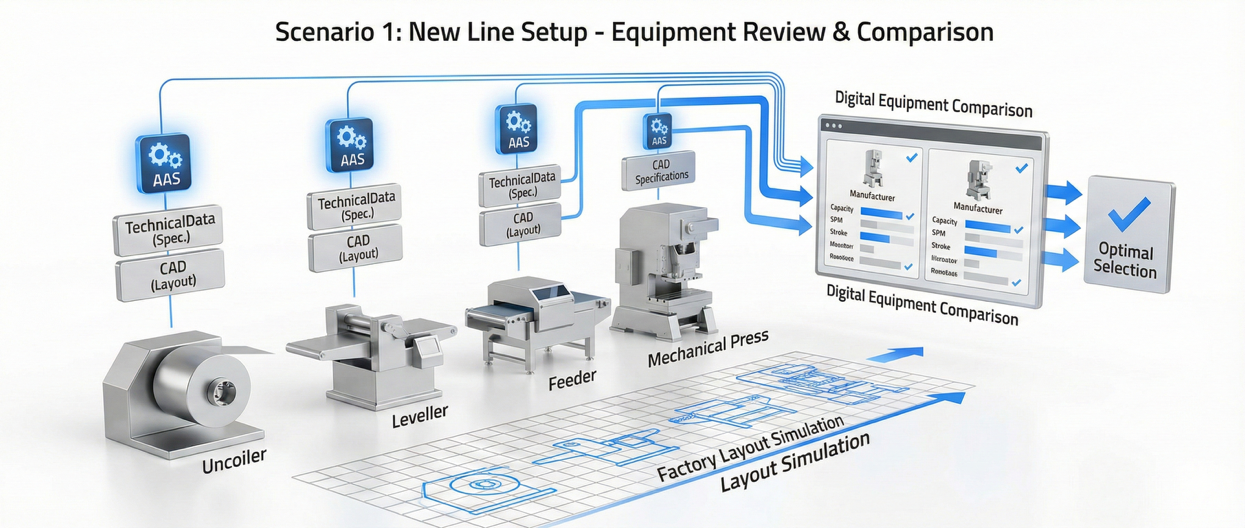 Scenario 1: New Line Setup - Equipment Review & Comparison
AAS
TechnicalData
(Spec.)
CAD
(Layout)
Uncoiler
AAS
TechnicalData
(Spec.)
CAD
(Layout)
Leveller
AAS
TechnicalData
(Spec.)
CAD
(Layout)
Feeder
AAS
CAD
Specifications
Mechanical Press
Digital Equipment Comparison
Manufacturer
Capacity
SPM
Stroke
Manufacturer
Capacity
SPM
Stroke
Digital Equipment Comparison
Optimal
Selection
Factory Layout Simulation
Layout Simulation